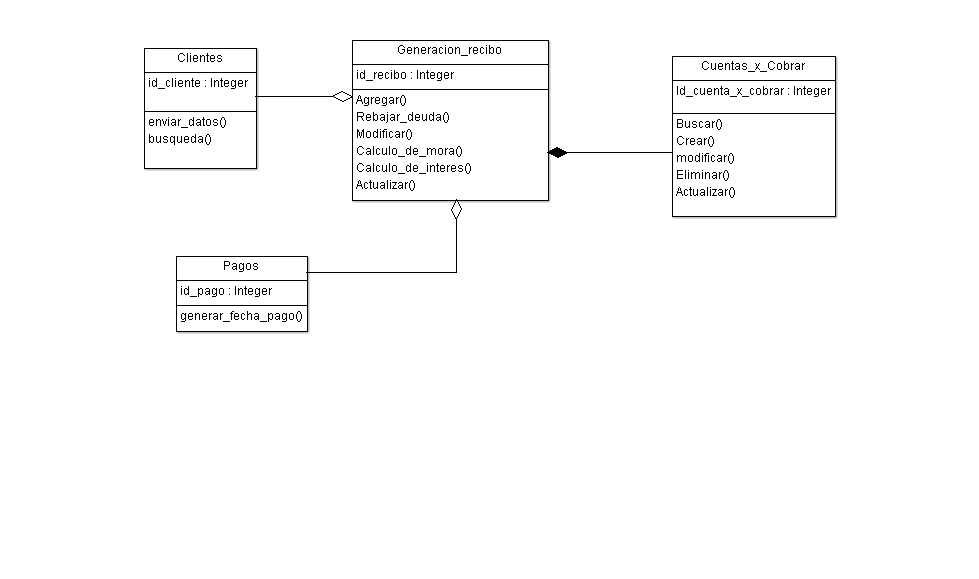 Clientes
id_cliente : Integer
enviar_datos()
busqueda()
Generacion_recibo
id_recibo : Integer
Agregar()
Rebajar_deuda()
Modificar()
Calculo_de_mora()
Calculo_de_interes()
Actualizar()
Cuentas_x_Cobrar
Id_cuenta_x_cobrar : Integer
Buscar()
Crear()
modificar()
Eliminar()
Actualizar()
Pagos
id_pago : Integer
generar_fecha_pago()